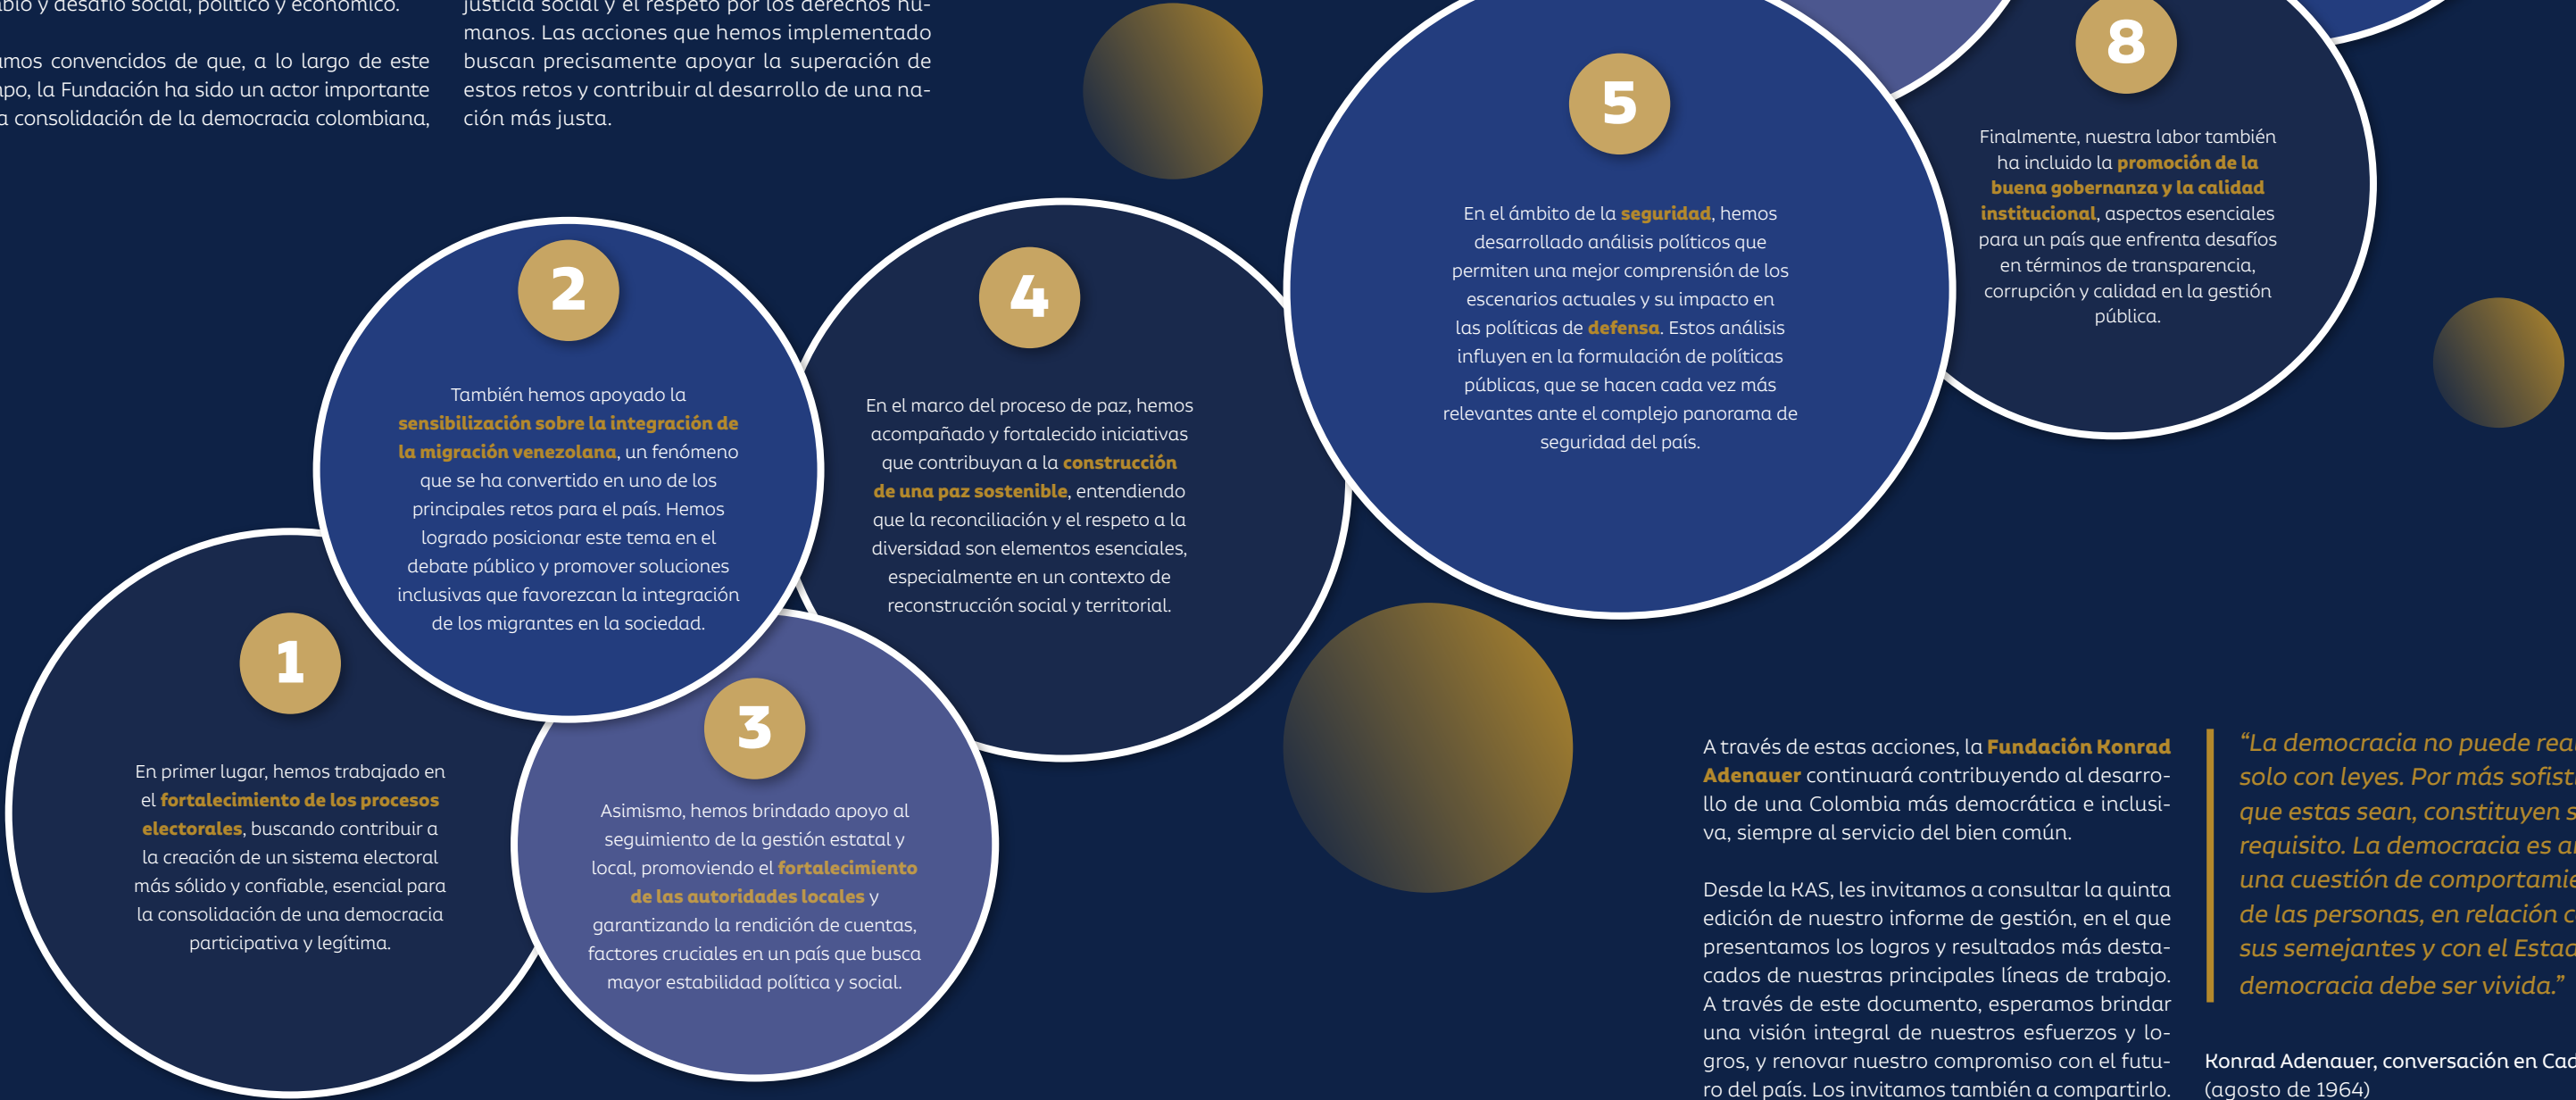 bio y desafío social, político y económico.
mos convencidos de que, a lo largo de este
po, la Fundación ha sido un actor importante
a consolidación de la democracia colombiana,
justicia social y el respeto por los derechos hu-
manos. Las acciones que hemos implementado
buscan precisamente apoyar la superación de
estos retos y contribuir al desarrollo de una na-
ción más justa.
1
En primer lugar, hemos trabajado en
el fortalecimiento de los procesos
electorales, buscando contribuir a
la creación de un sistema electoral
más sólido y confiable, esencial para
la consolidación de una democracia
participativa y legítima.
2
También hemos apoyado la
sensibilización sobre la integración de
la migración venezolana, un fenómeno
que se ha convertido en uno de los
principales retos para el país. Hemos
logrado posicionar este tema en el
debate público y promover soluciones
inclusivas que favorezcan la integración
de los migrantes en la sociedad.
3
Asimismo, hemos brindado apoyo al
seguimiento de la gestión estatal y
local, promoviendo el fortalecimiento
de las autoridades locales y
garantizando la rendición de cuentas,
factores cruciales en un país que busca
mayor estabilidad política y social.
4
En el marco del proceso de paz, hemos
acompañado y fortalecido iniciativas
que contribuyan a la construcción
de una paz sostenible, entendiendo
que la reconciliación y el respeto a la
diversidad son elementos esenciales,
especialmente en un contexto de
reconstrucción social y territorial.
5
En el ámbito de la seguridad, hemos
desarrollado análisis políticos que
permiten una mejor comprensión de los
escenarios actuales y su impacto en
las políticas de defensa. Estos análisis
influyen en la formulación de políticas
públicas, que se hacen cada vez más
relevantes ante el complejo panorama de
seguridad del país.
8
Finalmente, nuestra labor también
ha incluido la promoción de la
buena gobernanza y la calidad
institucional, aspectos esenciales
para un país que enfrenta desafíos
en términos de transparencia,
corrupción y calidad en la gestión
pública.
A través de estas acciones, la Fundación Konrad
Adenauer continuará contribuyendo al desarro-
llo de una Colombia más democrática e inclusi-
va, siempre al servicio del bien común.
Desde la KAS, les invitamos a consultar la quinta
edición de nuestro informe de gestión, en el que
presentamos los logros y resultados más desta-
cados de nuestras principales líneas de trabajo.
A través de este documento, esperamos brindar
una visión integral de nuestros esfuerzos y lo-
gros, y renovar nuestro compromiso con el futu-
ro del país. Los invitamos también a compartirlo.
“La democracia no puede rea
solo con leyes. Por más sofist
que estas sean, constituyen s
requisito. La democracia es a
una cuestión de comportamie
de las personas, en relación c
sus semejantes y con el Estad
democracia debe ser vivida.”
Konrad Adenauer, conversación en Cad
(agosto de 1964)